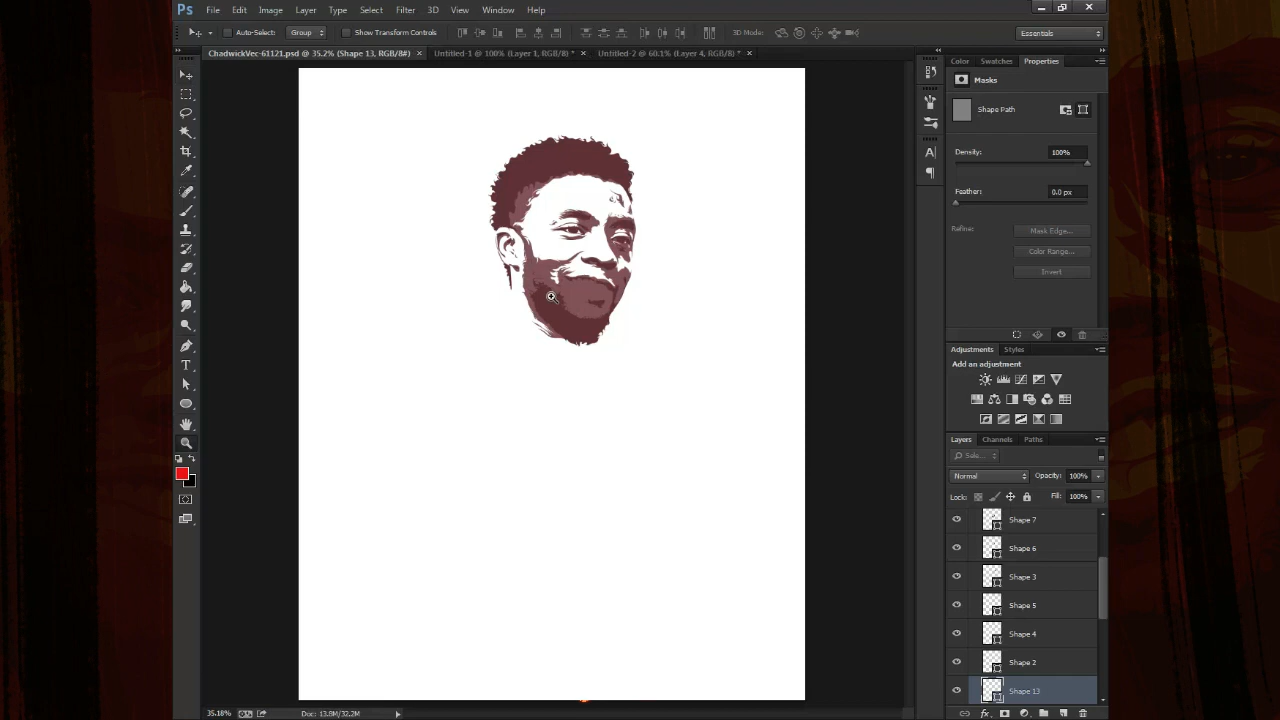 Ps File Edit Image Layer Type Select Filter 3D View Window Help
Auto-Select: Group Show Transform Controls 3D Mode: Essentials
ChadwickVec-61121.psd @ 35.2% (Shape 13, RGB/8#) × Untitled-1 @ 100% (Layer 1, RGB/8) * × Untitled-2 @ 60.1% (Layer 4, RGB/8) * ×
Color Swatches Properties
Masks
Shape Path
Density: 100%
Feather: 0.0 px
Refine: Mask Edge...
Color Range...
Invert
Adjustments Styles
Add an adjustment
Layers Channels Paths
Sele...
Normal Opacity: 100%
Lock: Fill: 100%
Shape 7
Shape 6
Shape 3
Shape 5
Shape 4
Shape 2
Shape 13
35.18% Doc: 13.9M/32.2M
fx